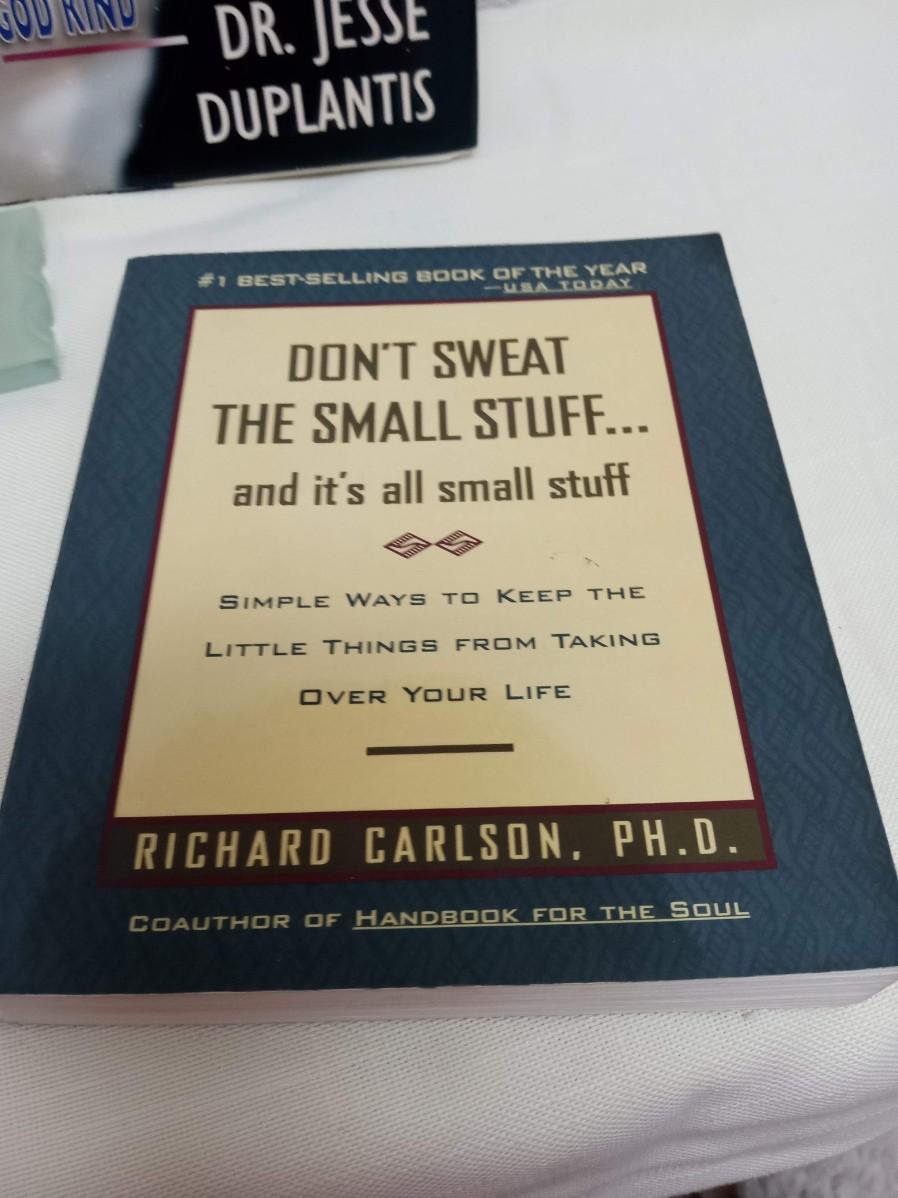 GOD KIND
DR. JESSE
DUPLANTIS
#1 BEST-SELLING BOOK OF THE YEAR
—USA TODAY
DON'T SWEAT
THE SMALL STUFF...
and it's all small stuff
SIMPLE WAYS TO KEEP THE
LITTLE THINGS FROM TAKING
OVER YOUR LIFE
RICHARD CARLSON, PH.D.
COAUTHOR OF HANDBOOK FOR THE SOUL